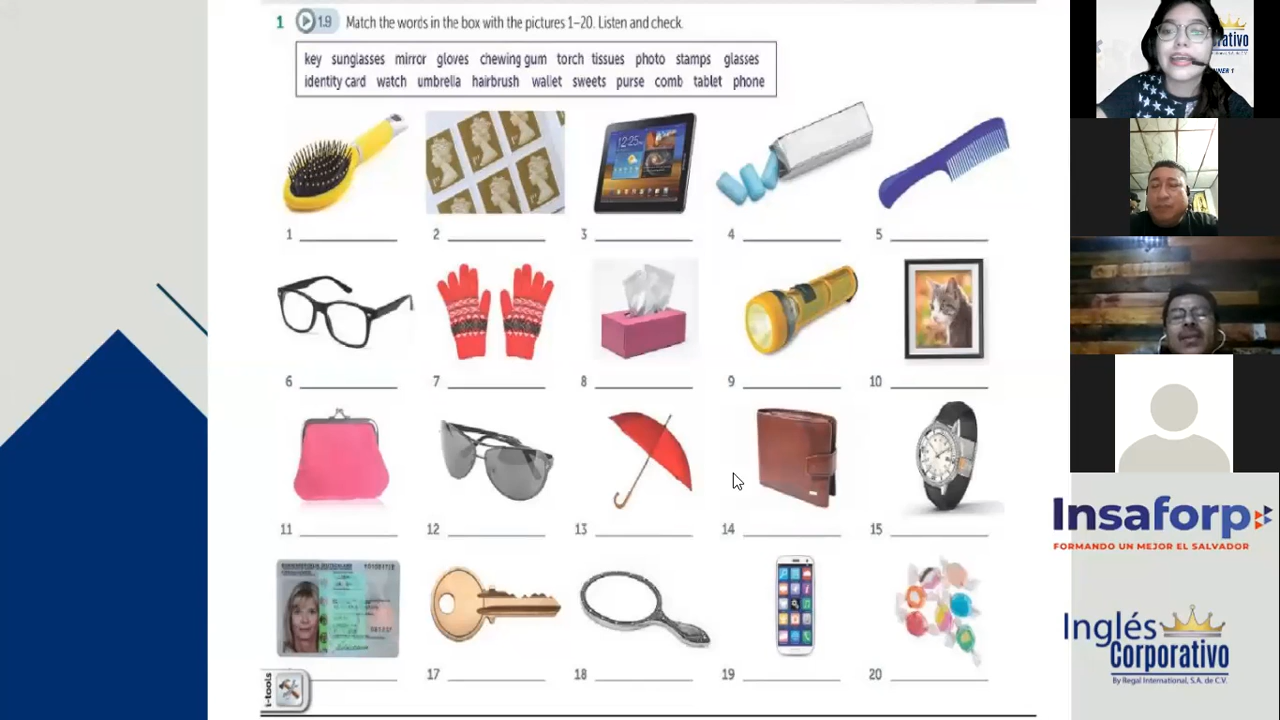 1 1.9 Match the words in the box with the pictures 1–20. Listen and check.
key sunglasses mirror gloves chewing gum torch tissues photo stamps glasses
identity card watch umbrella hairbrush wallet sweets purse comb tablet phone
12:25
1 2 3 4 5
6 7 8 9 10
11 12 13 14 15
17 18 19 20
i-tools
Insaforp
FORMANDO UN MEJOR EL SALVADOR
Inglés
Corporativo
By Regal International, S.A. de C.V.